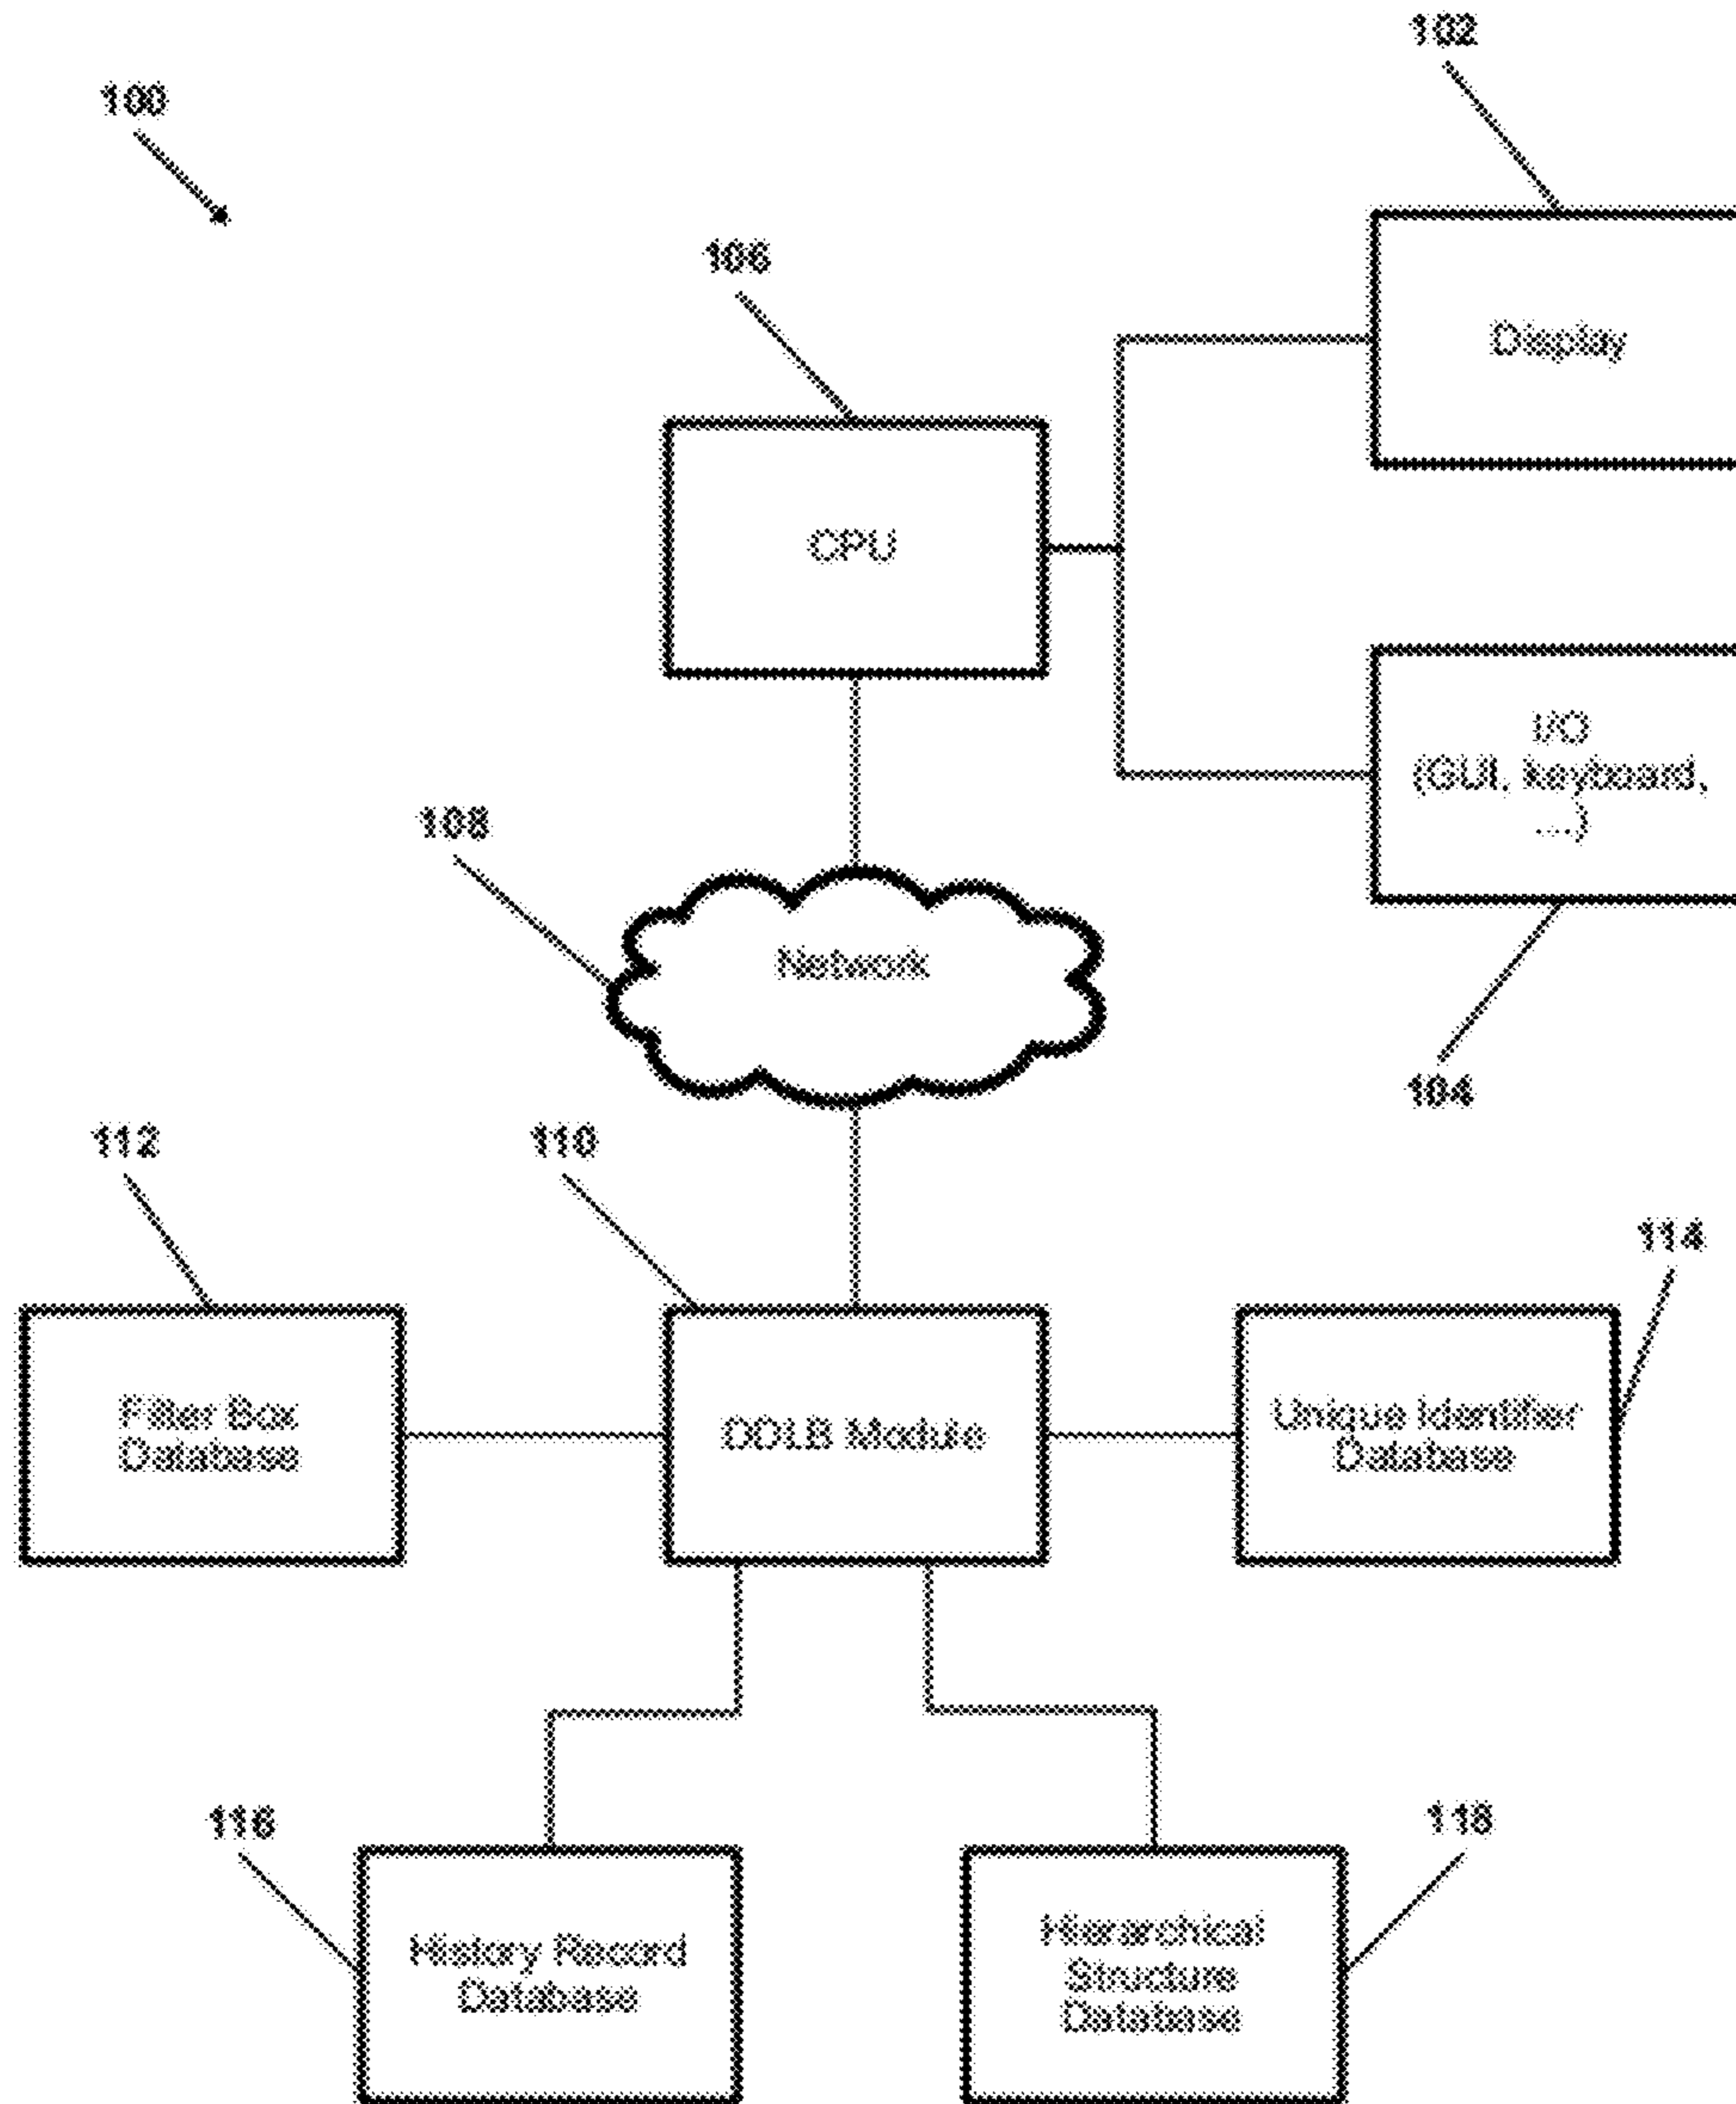 102
100
106
Display
CPU
I/O
(GUI, keyboard,
...)
108
Network
104
112
110
114
Filter Box
Database
DDLB Module
Unique Identifier
Database
116
118
History Record
Database
Hierarchical
Structure
Database